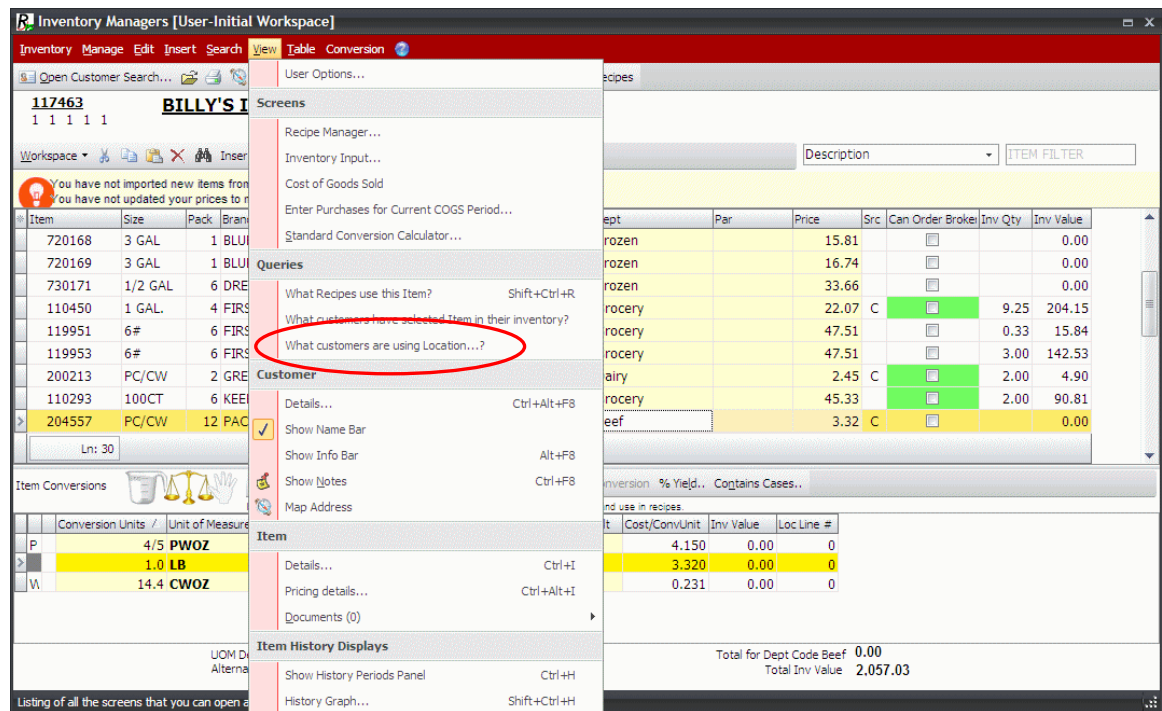 Inventory Managers [User-Initial Workspace]
Inventory Manage Edit Insert Search View Table Conversion
Open Customer Search... ecipes
117463 BILLY'S I
1 1 1 1 1
Workspace Inser Description ITEM FILTER
You have not imported new items from
You have not updated your prices to r
Item Size Pack Bran ept Par Price Src Can Order Broker Inv Qty Inv Value
720168 3 GAL 1 BLU rozen 15.81 0.00
720169 3 GAL 1 BLU rozen 16.74 0.00
730171 1/2 GAL 6 DRE rozen 33.66 0.00
110450 1 GAL. 4 FIRS rocery 22.07 C 9.25 204.15
119951 6# 6 FIRS rocery 47.51 0.33 15.84
119953 6# 6 FIRS rocery 47.51 3.00 142.53
200213 PC/CW 2 GRE airy 2.45 C 2.00 4.90
110293 100CT 6 KEE rocery 45.33 2.00 90.81
204557 PC/CW 12 PAC eef 3.32 C 0.00
Ln: 30
User Options...
Screens
Recipe Manager...
Inventory Input...
Cost of Goods Sold
Enter Purchases for Current COGS Period...
Standard Conversion Calculator...
Queries
What Recipes use this Item? Shift+Ctrl+R
What customers have selected Item in their inventory?
What customers are using Location...?
Customer
Details... Ctrl+Alt+F8
Show Name Bar
Show Info Bar Alt+F8
Show Notes Ctrl+F8
Map Address
Item
Details... Ctrl+I
Pricing details... Ctrl+Alt+I
Documents (0)
Item History Displays
Show History Periods Panel Ctrl+H
History Graph... Shift+Ctrl+H
Item Conversions nversion % Yield.. Contains Cases..
nd use in recipes.
Conversion Units / Unit of Measure lt Cost/ConvUnit Inv Value Loc Line #
P 4/5 PWOZ 4.150 0.00 0
1.0 LB 3.320 0.00 0
W 14.4 CWOZ 0.231 0.00 0
UOM De Total for Dept Code Beef 0.00
Alterna Total Inv Value 2,057.03
Listing of all the screens that you can open a